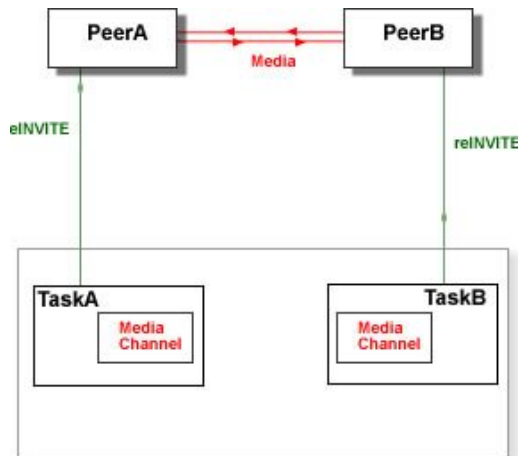 PeerA
PeerB
Media
eINVITE
reINVITE
TaskA
TaskB
Media
Channel
Media
Channel